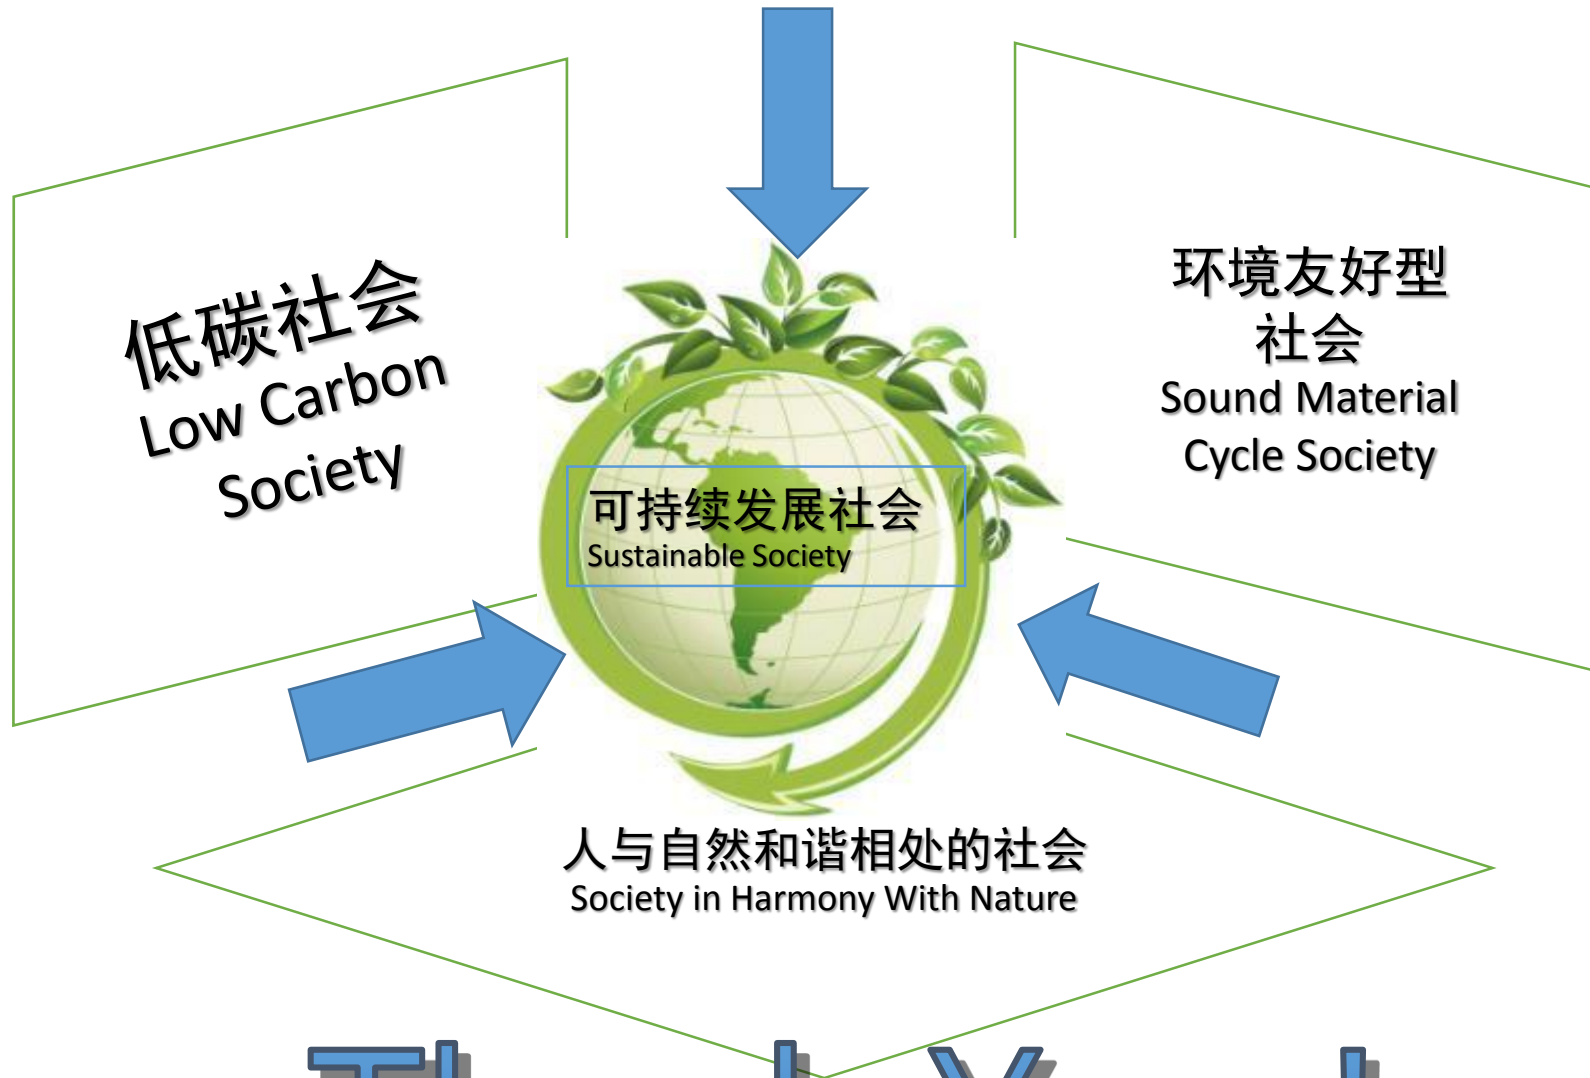 低碳社会
Low Carbon
Society
环境友好型
社会
Sound Material
Cycle Society
可持续发展社会
Sustainable Society
人与自然和谐相处的社会
Society in Harmony With Nature